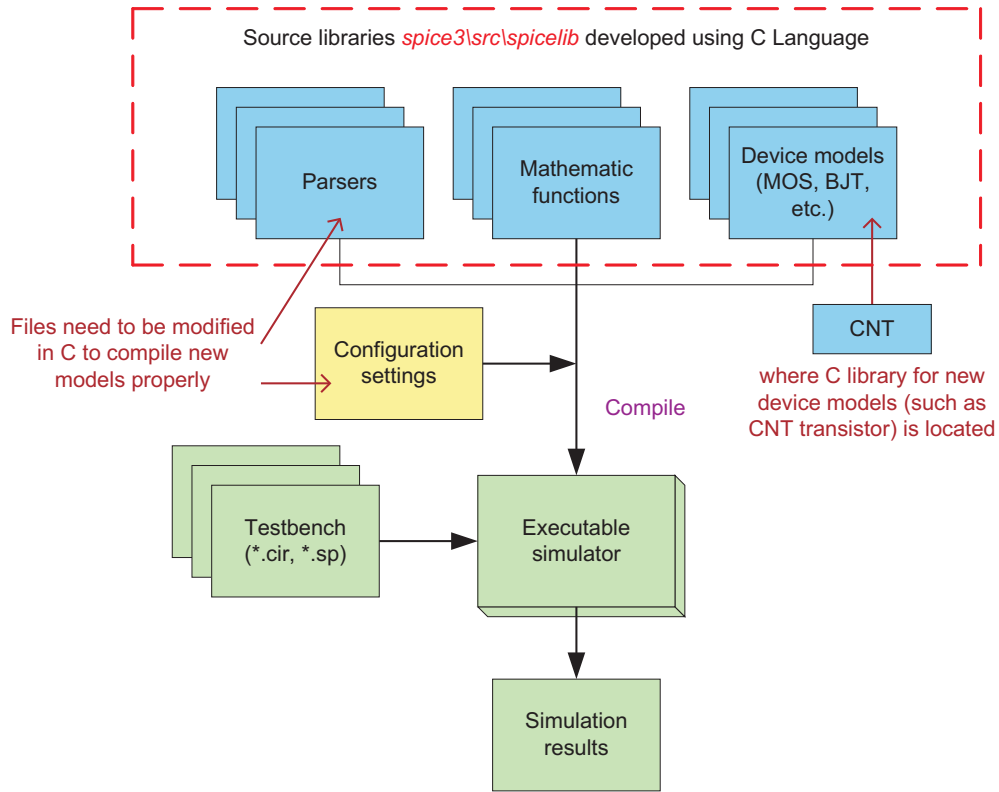 Source libraries spice3\src\spicelib developed using C Language
Parsers
Mathematic
functions
Device models
(MOS, BJT,
etc.)
Files need to be modified
in C to compile new
models properly
Configuration
settings
CNT
where C library for new
device models (such as
CNT transistor) is located
Compile
Testbench
(*.cir, *.sp)
Executable
simulator
Simulation
results